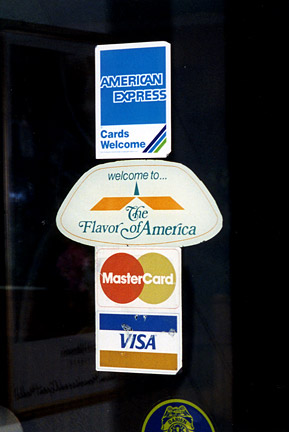 AMERICAN
EXPRESS
Cards
Welcome
welcome to...
The
Flavor of America
MasterCard
VISA